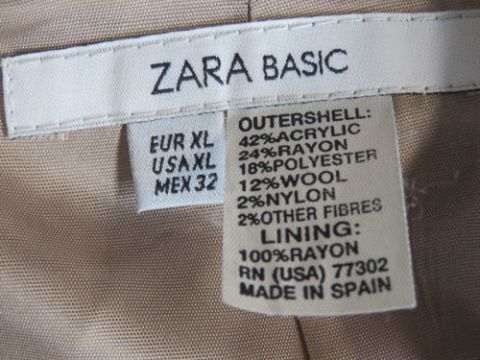 ZARA BASIC
EUR XL
USA XL
MEX 32
OUTERSHELL:
42%ACRYLIC
24%RAYON
18%POLYESTER
12%WOOL
2%NYLON
2%OTHER FIBRES
LINING:
100%RAYON
RN (USA) 77302
MADE IN SPAIN